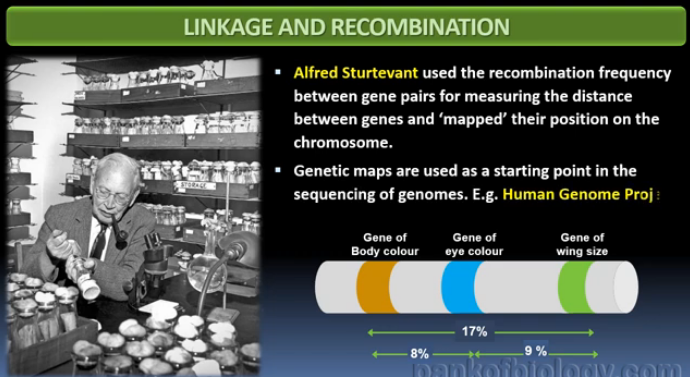 LINKAGE AND RECOMBINATION
▪ Alfred Sturtevant used the recombination frequency
between gene pairs for measuring the distance
between genes and ‘mapped’ their position on the
chromosome.
▪ Genetic maps are used as a starting point in the
sequencing of genomes. E.g. Human Genome Proj
STORAGE
Gene of
Body colour
Gene of
eye colour
Gene of
wing size
17%
8%
9 %